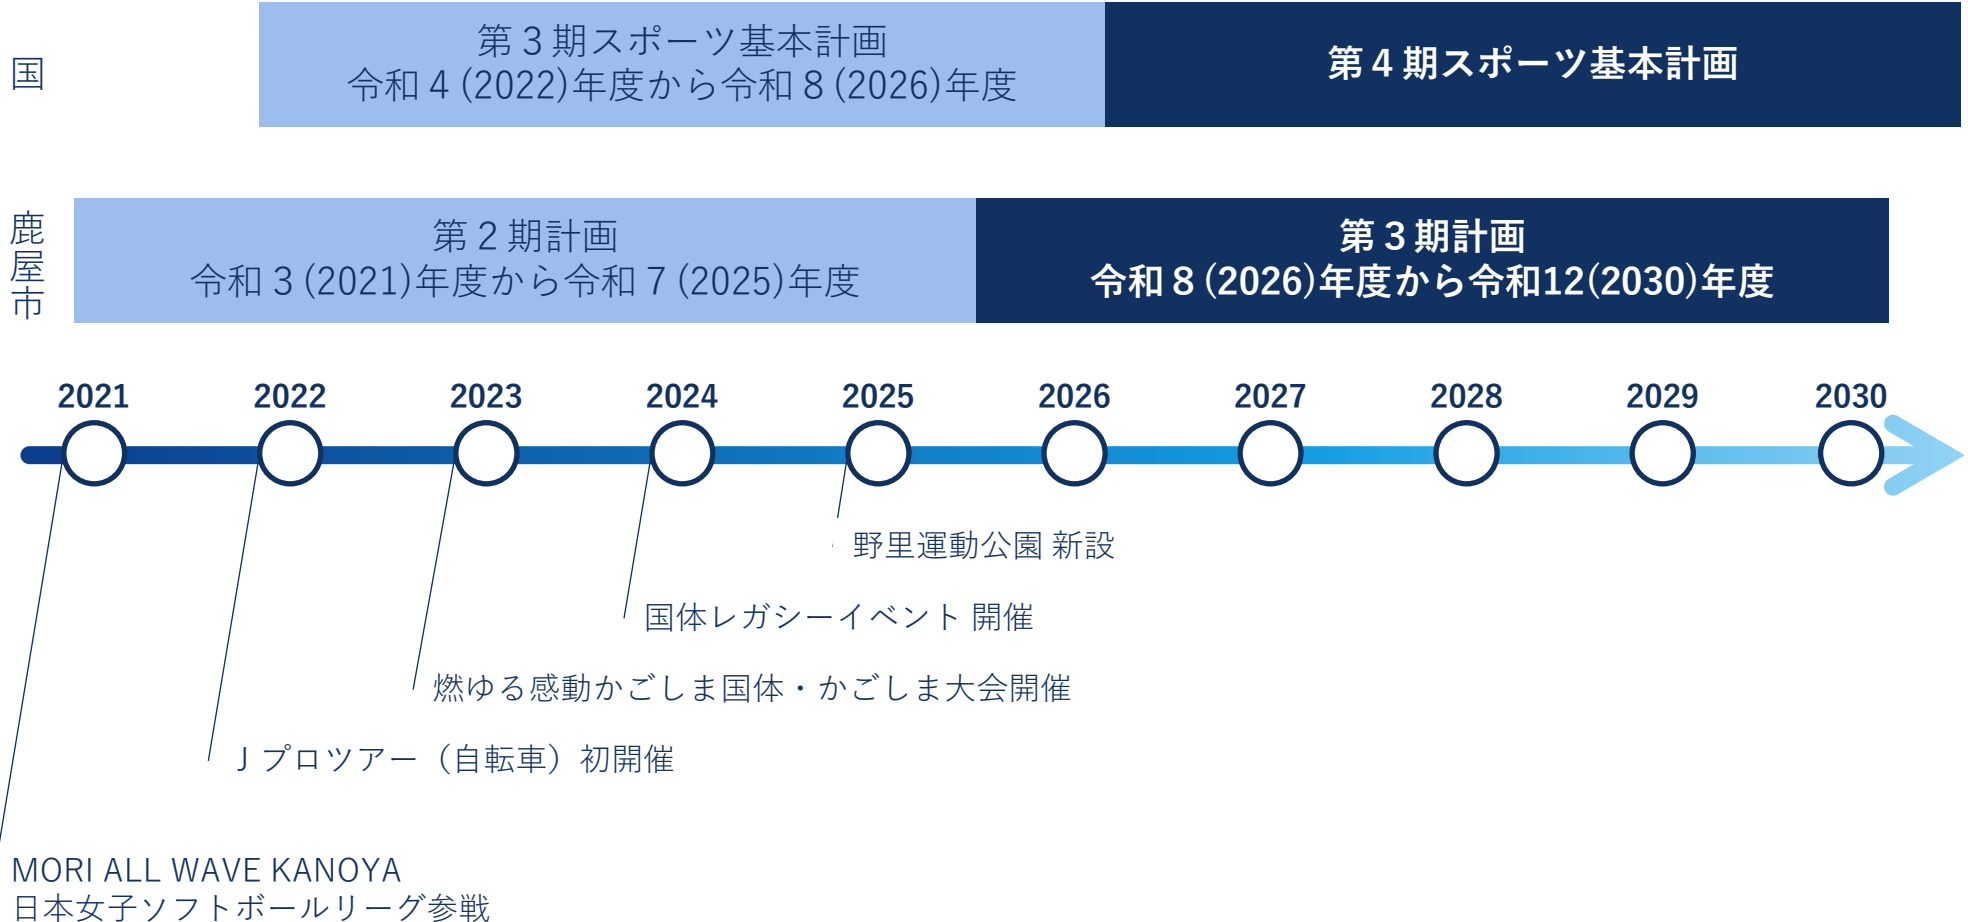 国
第３期スポーツ基本計画
令和４(2022)年度から令和８(2026)年度
第４期スポーツ基本計画
鹿屋市
第２期計画
令和３(2021)年度から令和７(2025)年度
第３期計画
令和８(2026)年度から令和12(2030)年度
2021 2022 2023 2024 2025 2026 2027 2028 2029 2030
野里運動公園 新設
国体レガシーイベント 開催
燃ゆる感動かごしま国体・かごしま大会開催
Ｊプロツアー（自転車）初開催
MORI ALL WAVE KANOYA
日本女子ソフトボールリーグ参戦